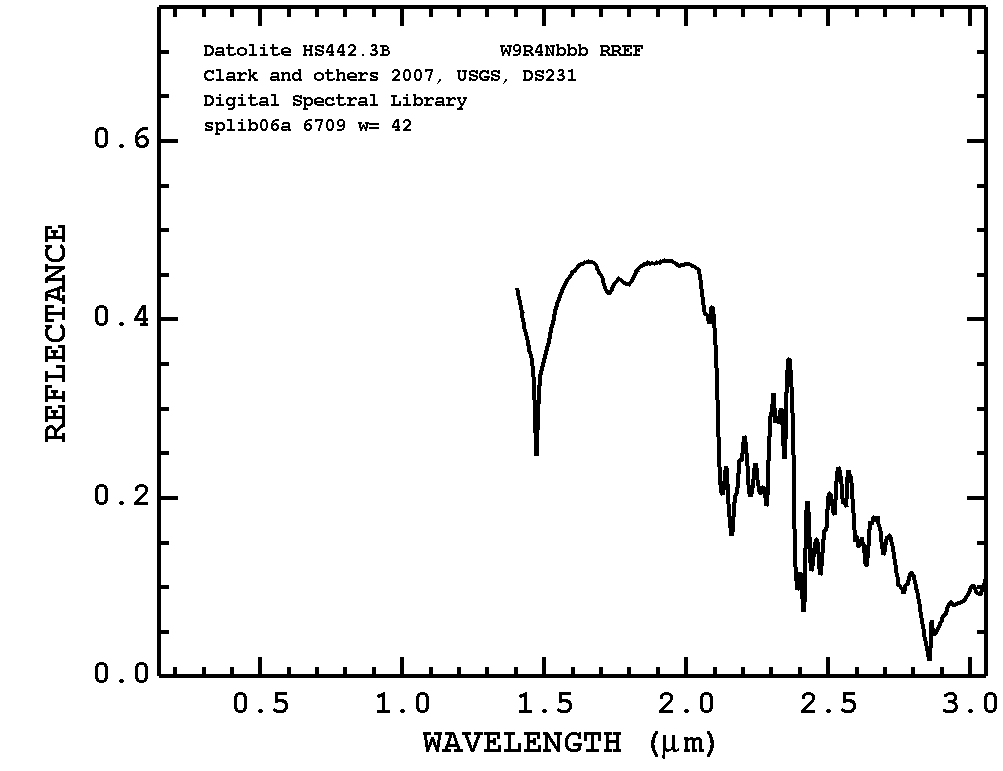 Datolite HS442.3B W9R4Nbbb RREF
Clark and others 2007, USGS, DS231
Digital Spectral Library
splib06a 6709 w= 42
REFLECTANCE
0.6
0.4
0.2
0.0
0.5 1.0 1.5 2.0 2.5 3.0
WAVELENGTH (μm)